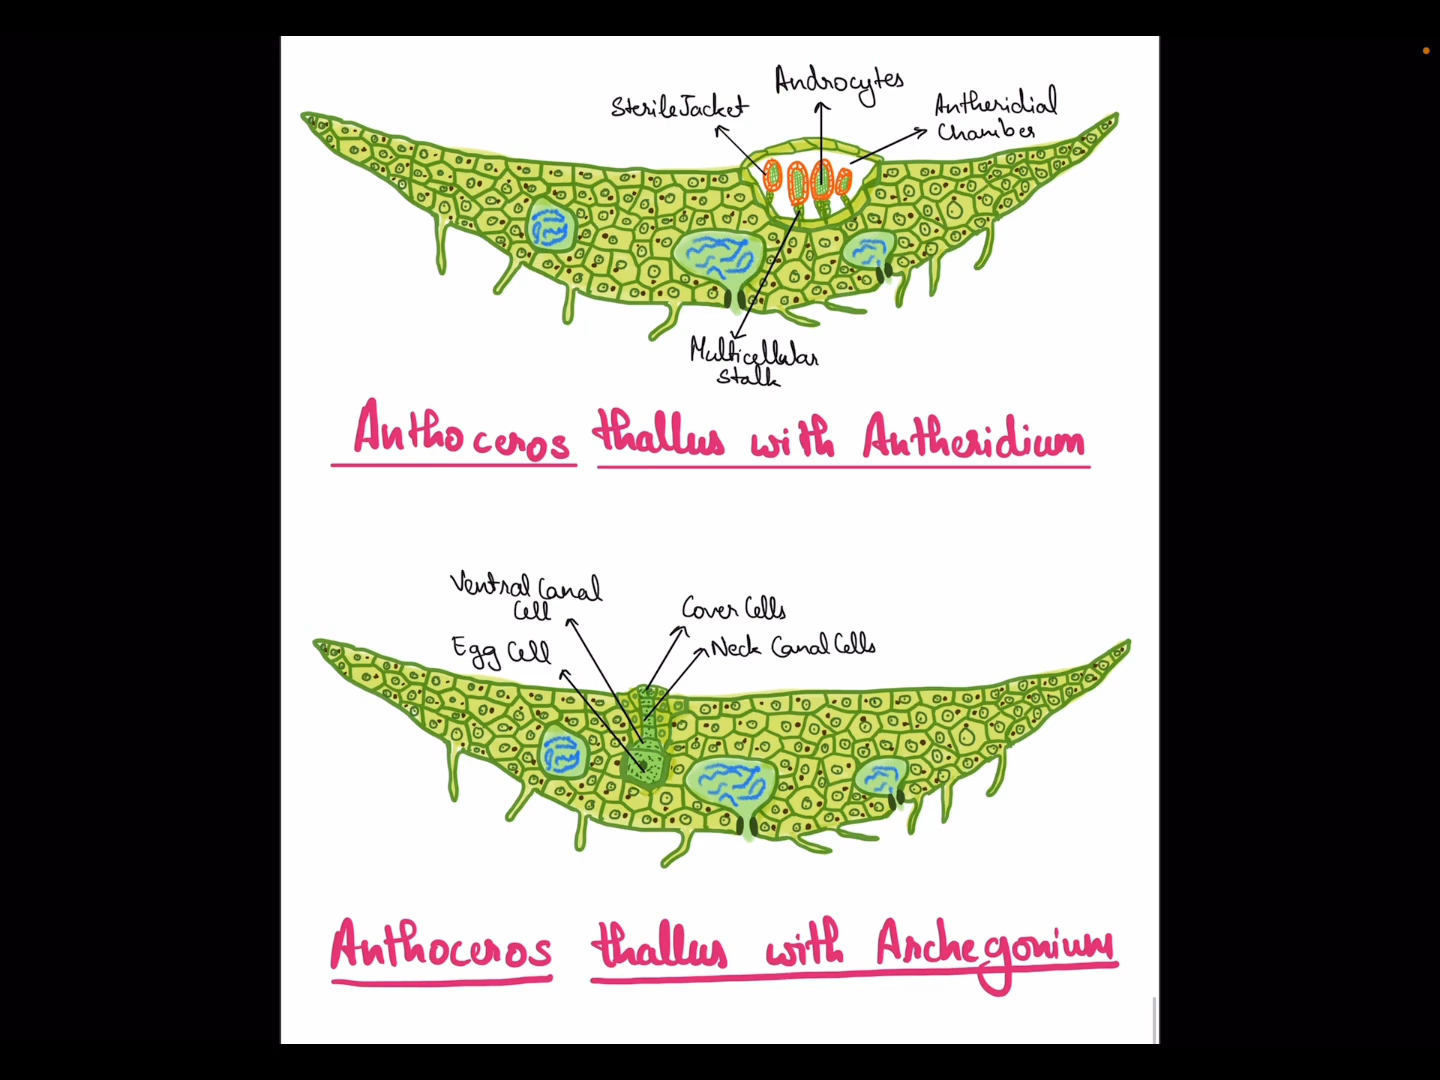 Androcytes
Sterile Jacket
Antheridial
Chamber
Multicellular
Stalk
Anthoceros thallus with Antheridium
Ventral Canal
Cell
Cover Cells
Egg Cell
Neck Canal Cells
Anthoceros thallus with Archegonium